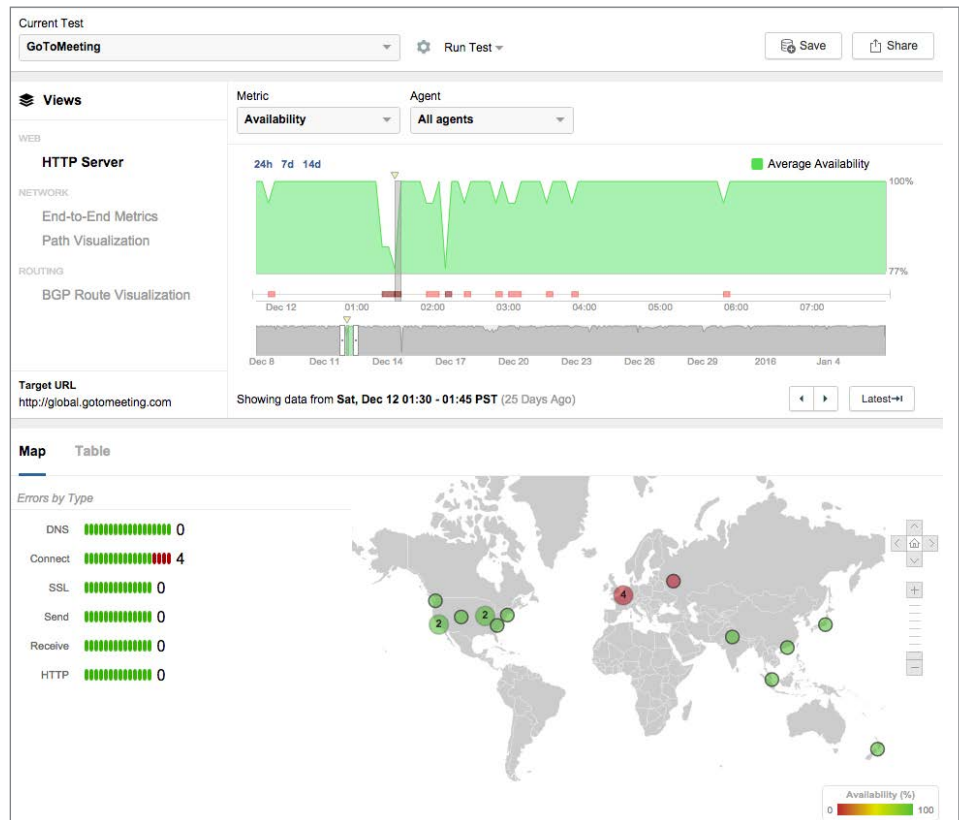 Current Test
GoToMeeting
Run Test
Save
Share
Views
WEB
HTTP Server
NETWORK
End-to-End Metrics
Path Visualization
ROUTING
BGP Route Visualization
Target URL
http://global.gotomeeting.com
Metric
Agent
Availability
All agents
24h 7d 14d
Average Availability
100%
77%
Dec 12 01:00 02:00 03:00 04:00 05:00 06:00 07:00
Dec 8 Dec 11 Dec 14 Dec 17 Dec 20 Dec 23 Dec 26 Dec 29 2016 Jan 4
Showing data from Sat, Dec 12 01:30 - 01:45 PST (25 Days Ago)
Latest
Map Table
Errors by Type
DNS 0
Connect 4
SSL 0
Send 0
Receive 0
HTTP 0
4
2
2
Availability (%)
0 100